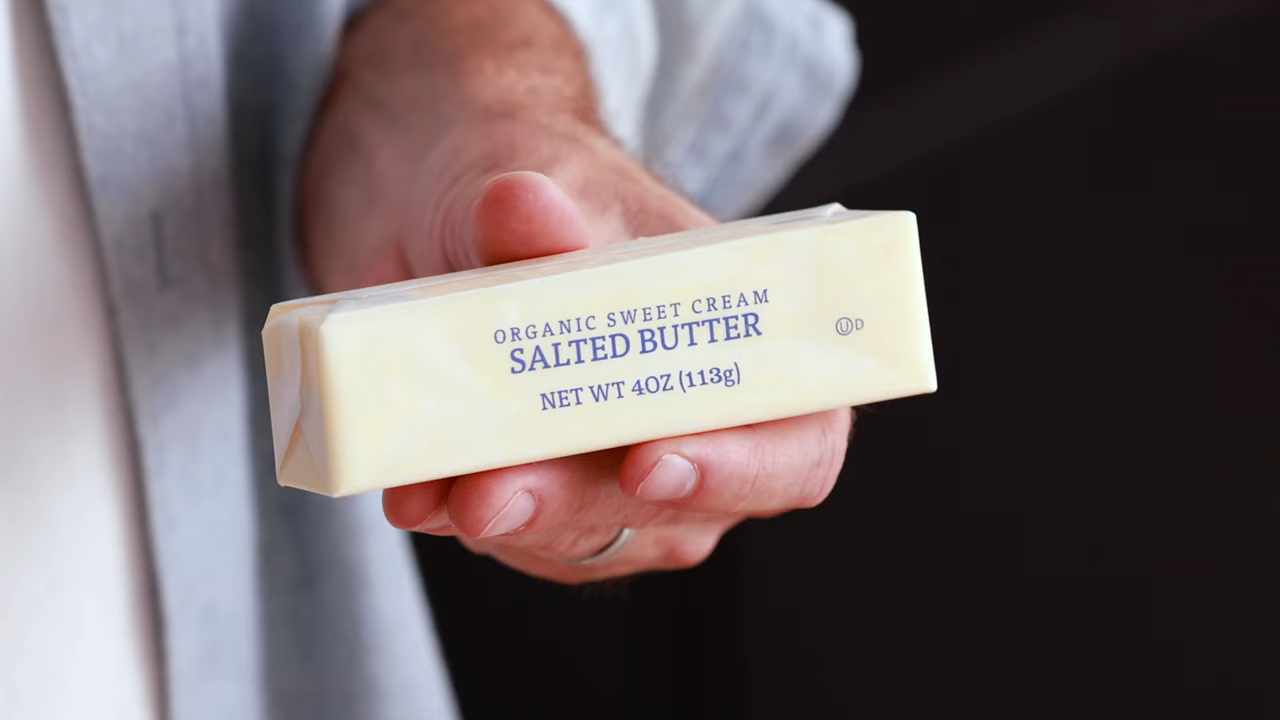 ORGANIC SWEET CREAM
SALTED BUTTER
NET WT 4OZ (113g)
Ⓤ D